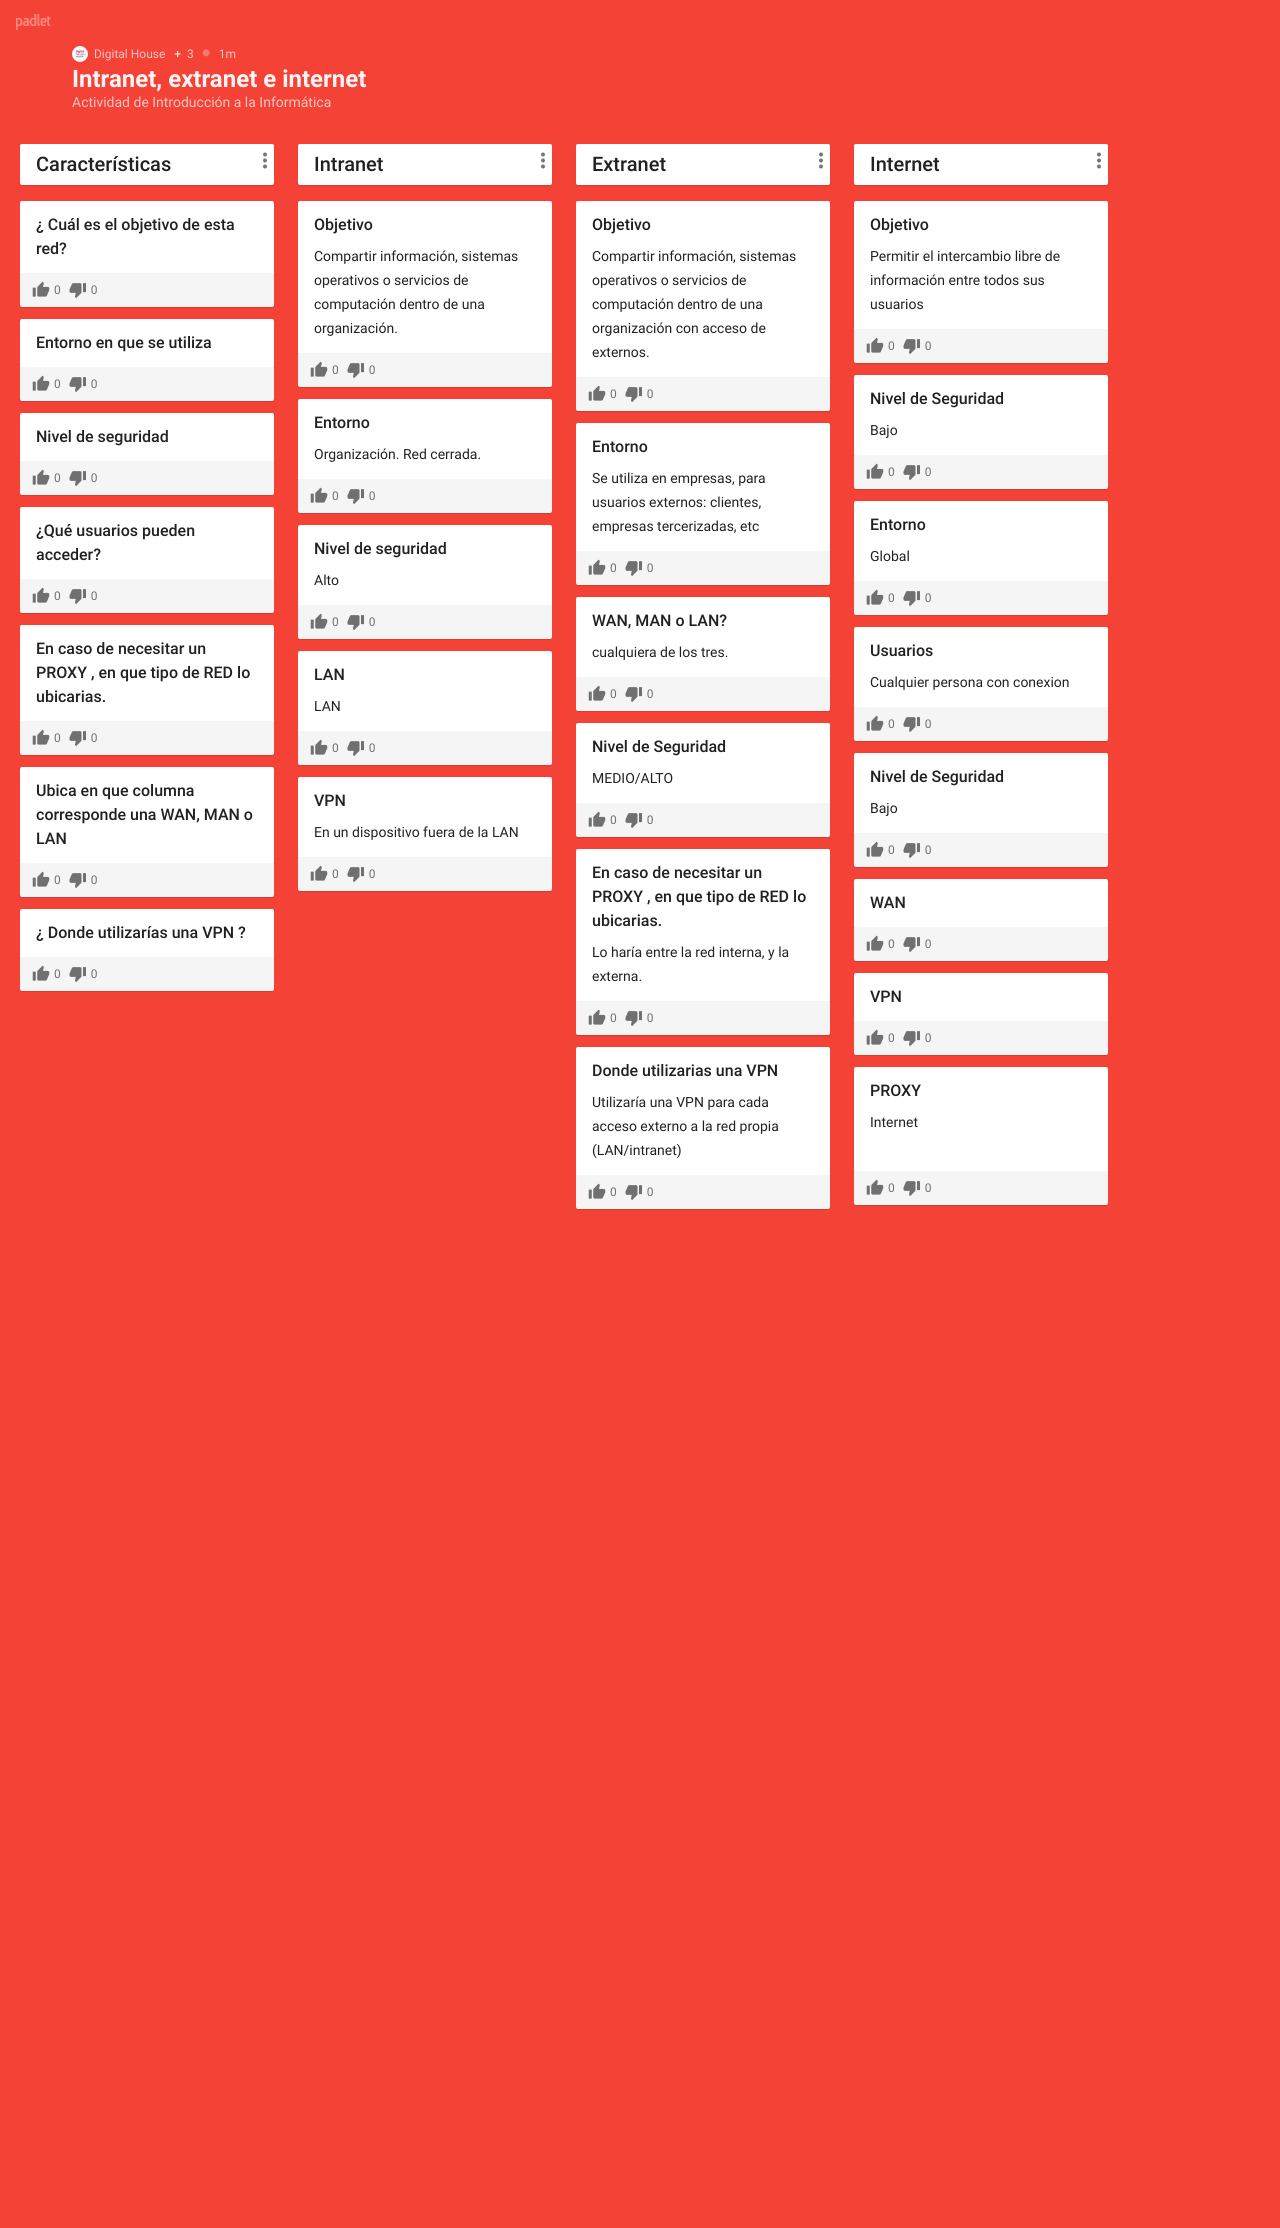 padlet
Digital House + 3 1m
Intranet, extranet e internet
Actividad de Introducción a la Informática
Características
¿ Cuál es el objetivo de esta
red?
0 0
Entorno en que se utiliza
0 0
Nivel de seguridad
0 0
¿Qué usuarios pueden
acceder?
0 0
En caso de necesitar un
PROXY , en que tipo de RED lo
ubicarias.
0 0
Ubica en que columna
corresponde una WAN, MAN o
LAN
0 0
¿ Donde utilizarías una VPN ?
0 0
Intranet
Objetivo
Compartir información, sistemas
operativos o servicios de
computación dentro de una
organización.
0 0
Entorno
Organización. Red cerrada.
0 0
Nivel de seguridad
Alto
0 0
LAN
LAN
0 0
VPN
En un dispositivo fuera de la LAN
0 0
Extranet
Objetivo
Compartir información, sistemas
operativos o servicios de
computación dentro de una
organización con acceso de
externos.
0 0
Entorno
Se utiliza en empresas, para
usuarios externos: clientes,
empresas tercerizadas, etc
0 0
WAN, MAN o LAN?
cualquiera de los tres.
0 0
Nivel de Seguridad
MEDIO/ALTO
0 0
En caso de necesitar un
PROXY , en que tipo de RED lo
ubicarias.
Lo haría entre la red interna, y la
externa.
0 0
Donde utilizarias una VPN
Utilizaría una VPN para cada
acceso externo a la red propia
(LAN/intranet)
0 0
Internet
Objetivo
Permitir el intercambio libre de
información entre todos sus
usuarios
0 0
Nivel de Seguridad
Bajo
0 0
Entorno
Global
0 0
Usuarios
Cualquier persona con conexion
0 0
Nivel de Seguridad
Bajo
0 0
WAN
0 0
VPN
0 0
PROXY
Internet
0 0